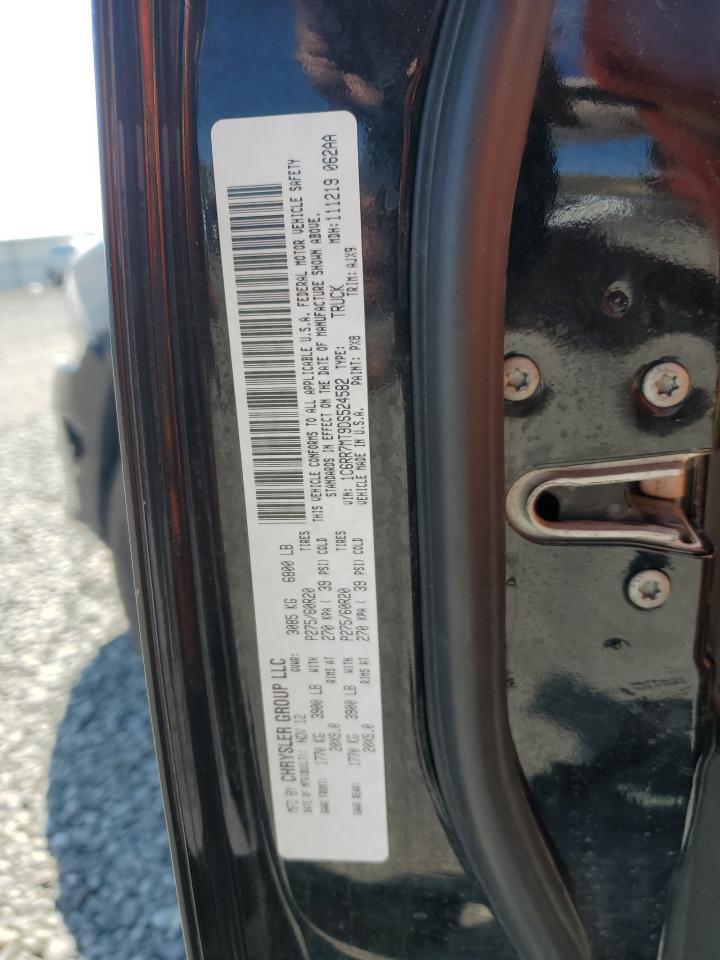 MFD BY CHRYSLER GROUP LLC
DATE OF MFR(BUILT): NOV 12 GVWR: 3085 KG 6800 LB
GAWR FRONT: 1770 KG 3900 LB WITH P275/60R20 TIRES
20X9.0 RIMS AT 270 KPA ( 39 PSI) COLD
GAWR REAR: 1770 KG 3900 LB WITH P275/60R20 TIRES
20X9.0 RIMS AT 270 KPA ( 39 PSI) COLD
THIS VEHICLE CONFORMS TO ALL APPLICABLE U.S.A. FEDERAL MOTOR VEHICLE SAFETY
STANDARDS IN EFFECT ON THE DATE OF MANUFACTURE SHOWN ABOVE.
VIN: 1C6RR7MT9DS524582 TYPE: TRUCK MDH: 111219 062AA
VEHICLE MADE IN U.S.A. PAINT: PX8 TRIM: AJX9